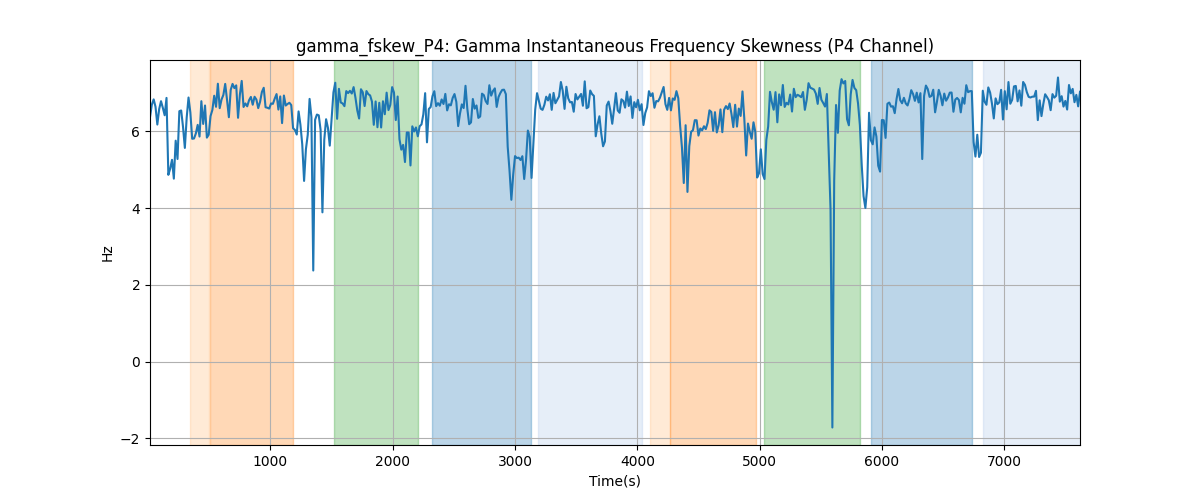 gamma_fskew_P4: Gamma Instantaneous Frequency Skewness (P4 Channel)
6
4
2
0
−2
Hz
1000 2000 3000 4000 5000 6000 7000
Time(s)